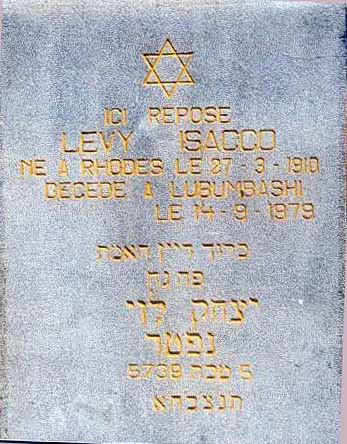 ICI REPOSE
LEVY ISACCO
NE A RHODES LE 27 - 3 - 1910
DECEDE A LUBUMBASHI
LE 14 - 9 - 1979
ברוך דיין האמת
פה נח
יצחק לוי
נפטר
5 טבת 5739
תנצבהא